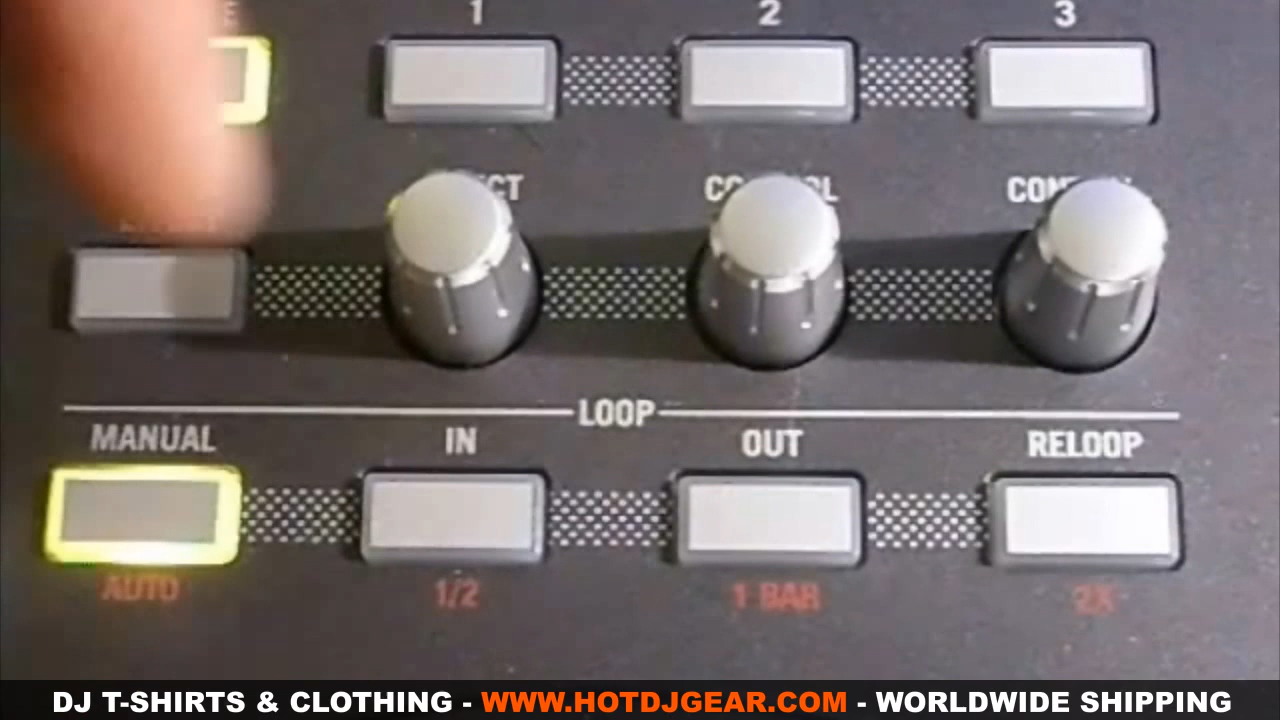 1 2 3
LOOP
MANUAL IN OUT RELOOP
AUTO 1/2 1 BAR 2X
DJ T-SHIRTS & CLOTHING - WWW.HOTDJGEAR.COM - WORLDWIDE SHIPPING